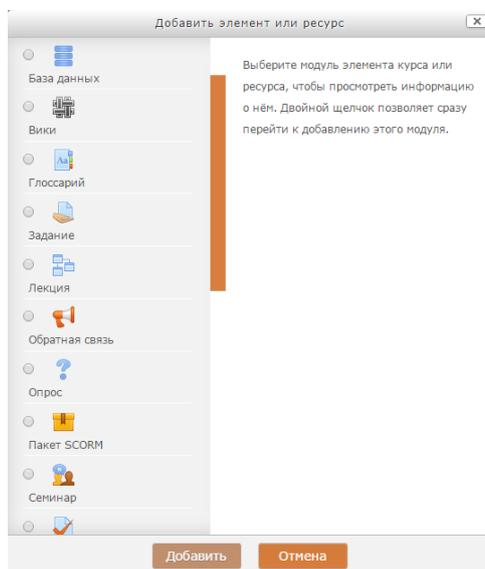 Добавить элемент или ресурс
База данных
Вики
Глоссарий
Задание
Лекция
Обратная связь
Опрос
Пакет SCORM
Семинар
Выберите модуль элемента курса или
ресурса, чтобы просмотреть информацию
о нём. Двойной щелчок позволяет сразу
перейти к добавлению этого модуля.
Добавить
Отмена